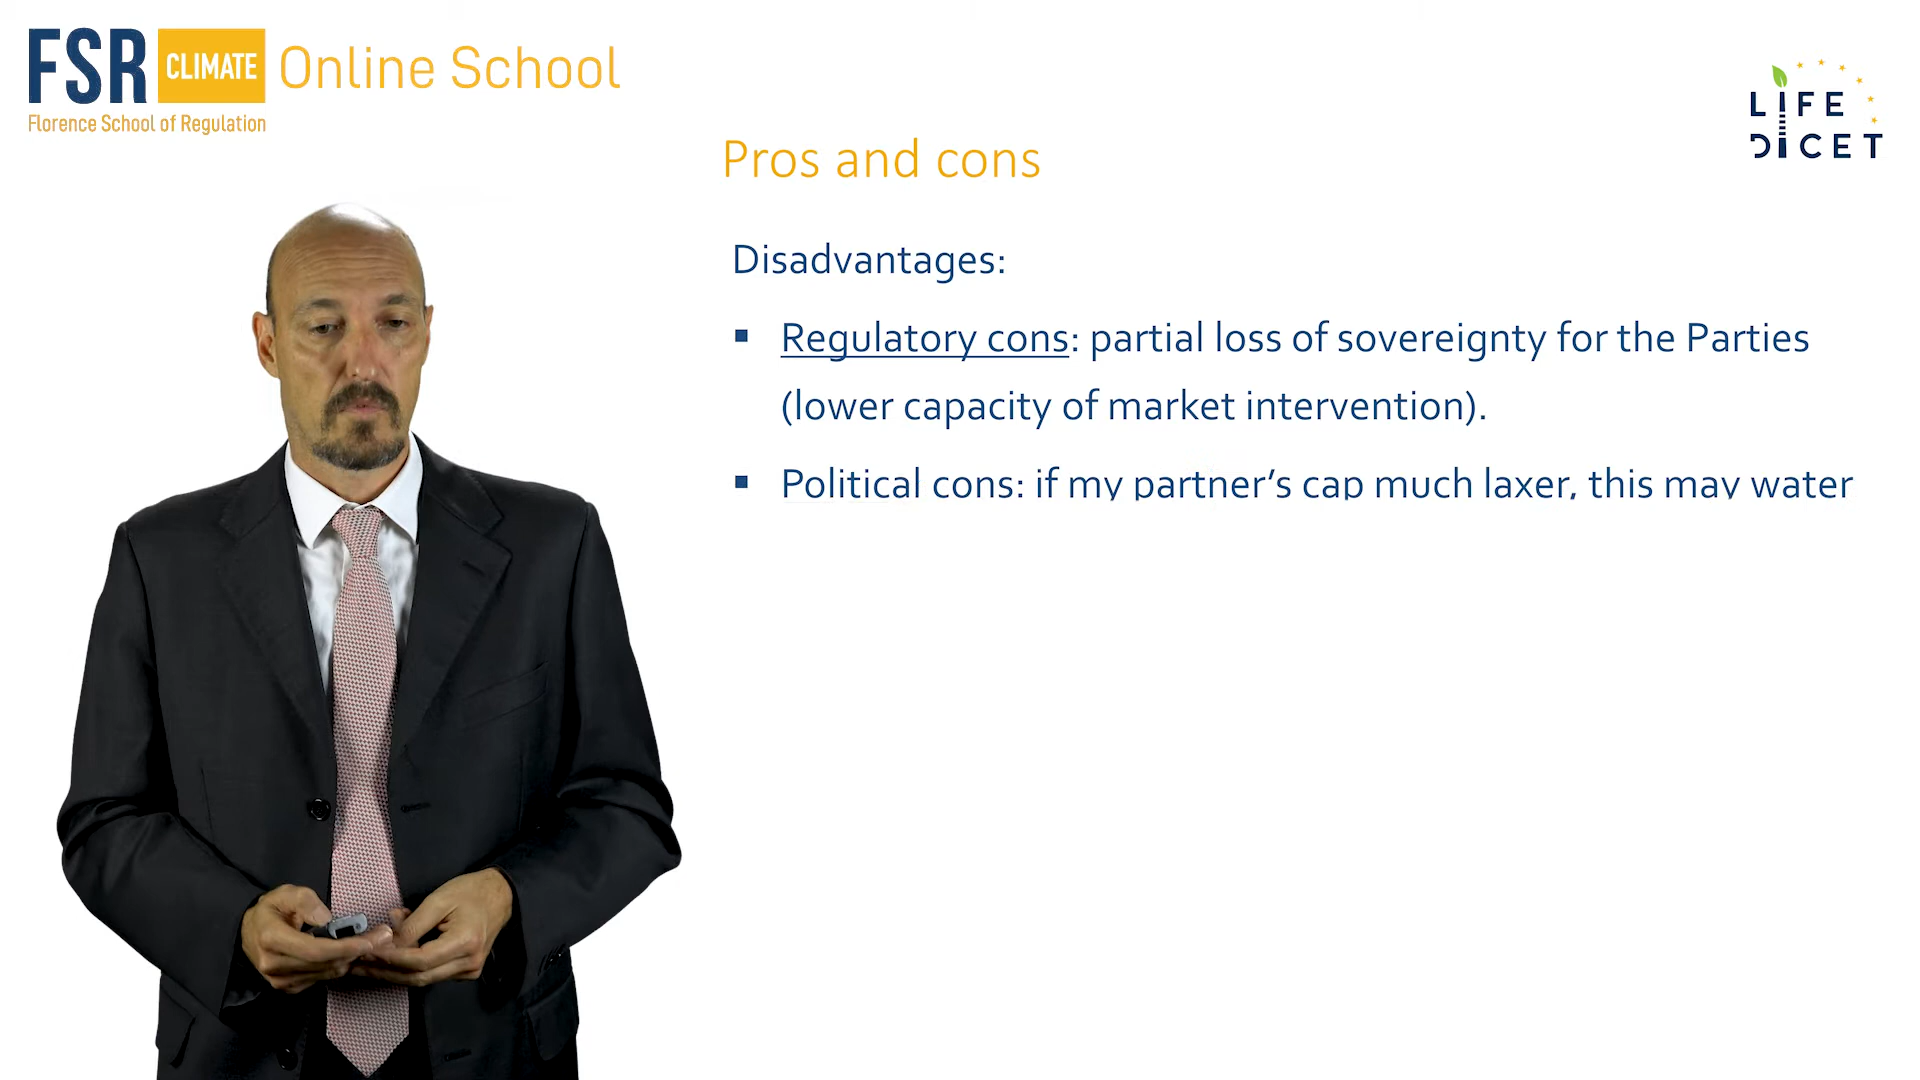 FSR CLIMATE Online School
Florence School of Regulation
LIFE
DICET
Pros and cons
Disadvantages:
▪ Regulatory cons: partial loss of sovereignty for the Parties
(lower capacity of market intervention).
▪ Political cons: if my partner’s cap much laxer, this may water